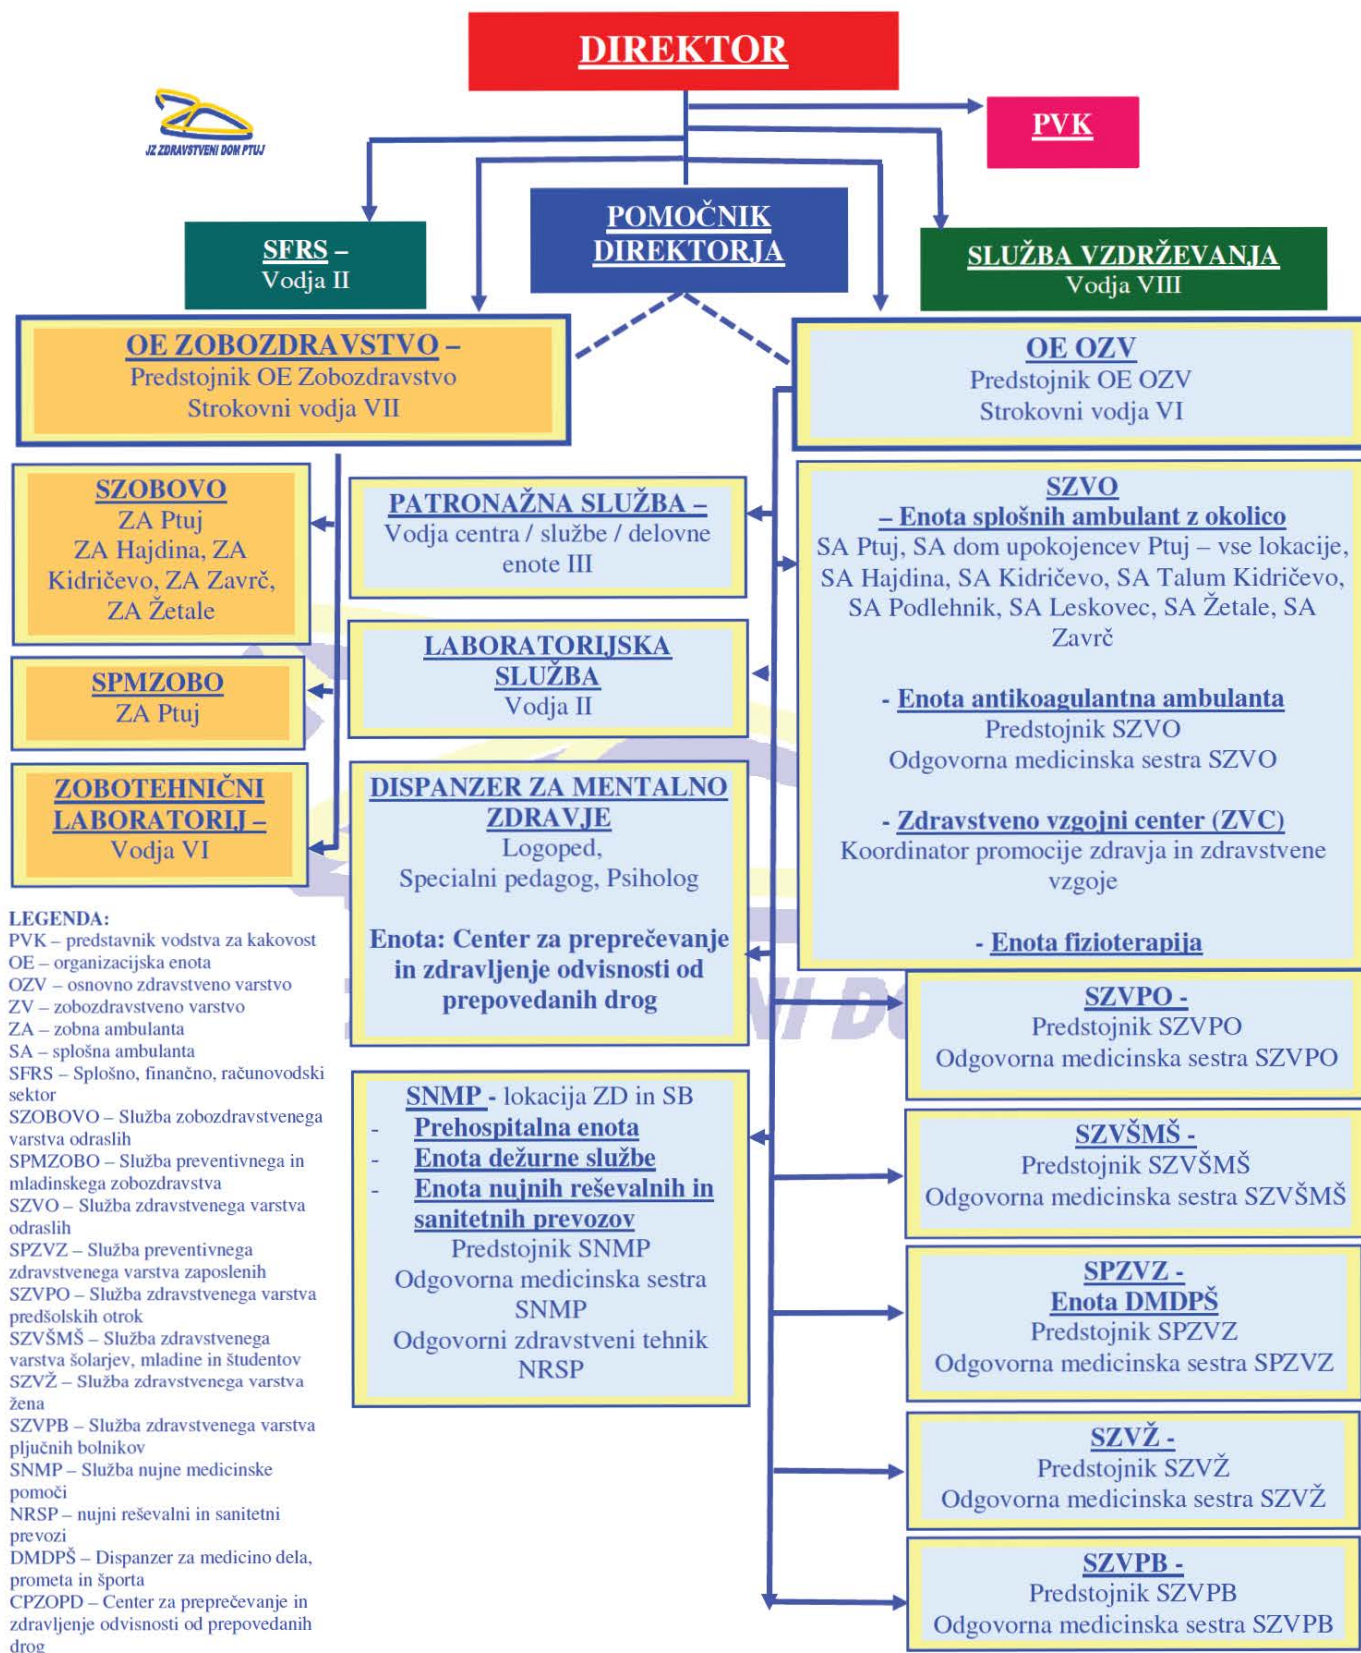 DIREKTOR
JZ ZDRAVSTVENI DOM PTUJ
PVK
SFRS –
Vodja II
POMOČNIK
DIREKTORJA
SLUŽBA VZDRŽEVANJA
Vodja VIII
OE ZOBOZDRAVSTVO –
Predstojnik OE Zobozdravstvo
Strokovni vodja VII
OE OZV
Predstojnik OE OZV
Strokovni vodja VI
SZOBOVO
ZA Ptuj
ZA Hajdina, ZA
Kidričevo, ZA Zavrč,
ZA Žetale
SPMZOBO
ZA Ptuj
ZOBOTEHNIČNI
LABORATORIJ –
Vodja VI
PATRONAŽNA SLUŽBA –
Vodja centra / službe / delovne
enote III
LABORATORIJSKA
SLUŽBA
Vodja II
DISPANZER ZA MENTALNO
ZDRAVJE
Logoped,
Specialni pedagog, Psiholog
Enota: Center za preprečevanje
in zdravljenje odvisnosti od
prepovedanih drog
SNMP - lokacija ZD in SB
- Prehospitalna enota
- Enota dežurne službe
- Enota nujnih reševalnih in
sanitetnih prevozov
Predstojnik SNMP
Odgovorna medicinska sestra
SNMP
Odgovorni zdravstveni tehnik
NRSP
SZVO
– Enota splošnih ambulant z okolico
SA Ptuj, SA dom upokojencev Ptuj – vse lokacije,
SA Hajdina, SA Kidričevo, SA Talum Kidričevo,
SA Podlehnik, SA Leskovec, SA Žetale, SA
Zavrč
- Enota antikoagulantna ambulanta
Predstojnik SZVO
Odgovorna medicinska sestra SZVO
- Zdravstveno vzgojni center (ZVC)
Koordinator promocije zdravja in zdravstvene
vzgoje
- Enota fizioterapija
SZVPO -
Predstojnik SZVPO
Odgovorna medicinska sestra SZVPO
SZVŠMŠ -
Predstojnik SZVŠMŠ
Odgovorna medicinska sestra SZVŠMŠ
SPZVZ -
Enota DMDPŠ
Predstojnik SPZVZ
Odgovorna medicinska sestra SPZVZ
SZVŽ -
Predstojnik SZVŽ
Odgovorna medicinska sestra SZVŽ
SZVPB -
Predstojnik SZVPB
Odgovorna medicinska sestra SZVPB
LEGENDA:
PVK – predstavnik vodstva za kakovost
OE – organizacijska enota
OZV – osnovno zdravstveno varstvo
ZV – zobozdravstveno varstvo
ZA – zobna ambulanta
SA – splošna ambulanta
SFRS – Splošno, finančno, računovodski
sektor
SZOBOVO – Služba zobozdravstvenega
varstva odraslih
SPMZOBO – Služba preventivnega in
mladinskega zobozdravstva
SZVO – Služba zdravstvenega varstva
odraslih
SPZVZ – Služba preventivnega
zdravstvenega varstva zaposlenih
SZVPO – Služba zdravstvenega varstva
predšolskih otrok
SZVŠMŠ – Služba zdravstvenega
varstva šolarjev, mladine in študentov
SZVŽ – Služba zdravstvenega varstva
žena
SZVPB – Služba zdravstvenega varstva
pljučnih bolnikov
SNMP – Služba nujne medicinske
pomoči
NRSP – nujni reševalni in sanitetni
prevozi
DMDPŠ – Dispanzer za medicino dela,
prometa in športa
CPZOPD – Center za preprečevanje in
zdravljenje odvisnosti od prepovedanih
drog